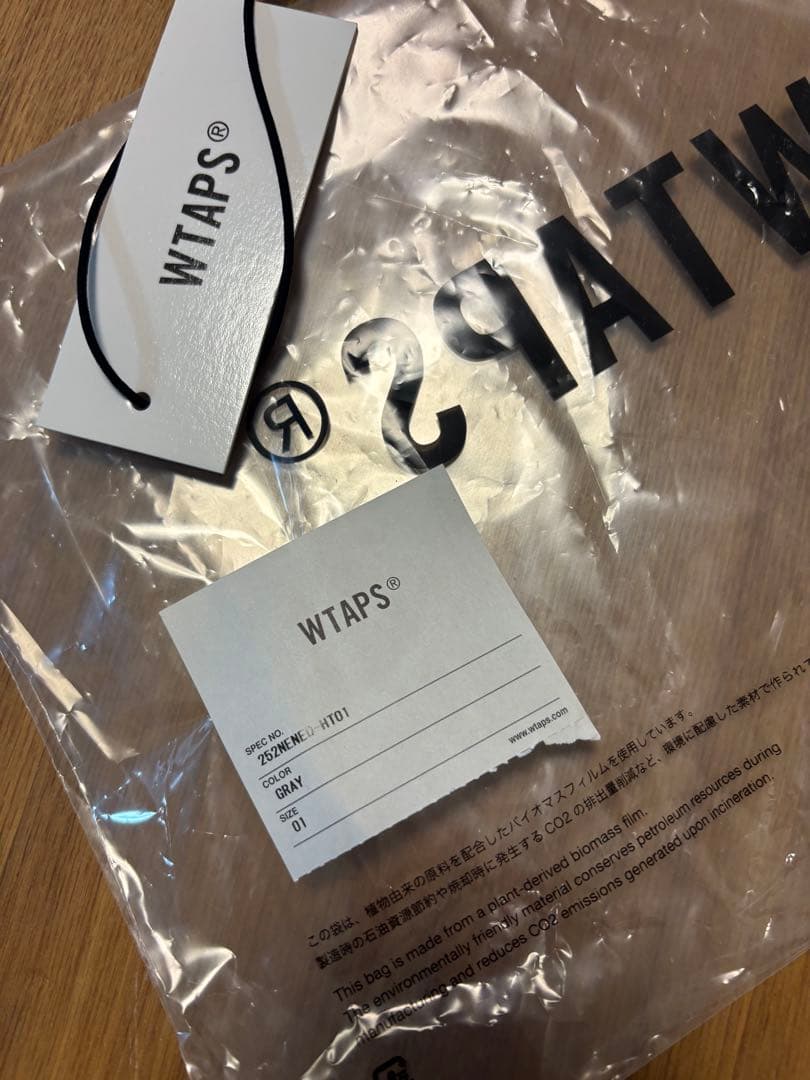 WTAPS®
WTAPS®
WTAPS®
SPEC NO.
COLOR
GRAY
SIZE
01
www.wtaps.com
この袋は、植物由来の原料を配合したバイオマスフィルムを使用しています。
製造時の石油資源節約や焼却時に発生するCO2の排出量削減など、環境に配慮した素材で作られて
This bag is made from a plant-derived biomass film.
The environmentally friendly material conserves petroleum resources during
manufacturing and reduces CO2 emissions generated upon incineration.